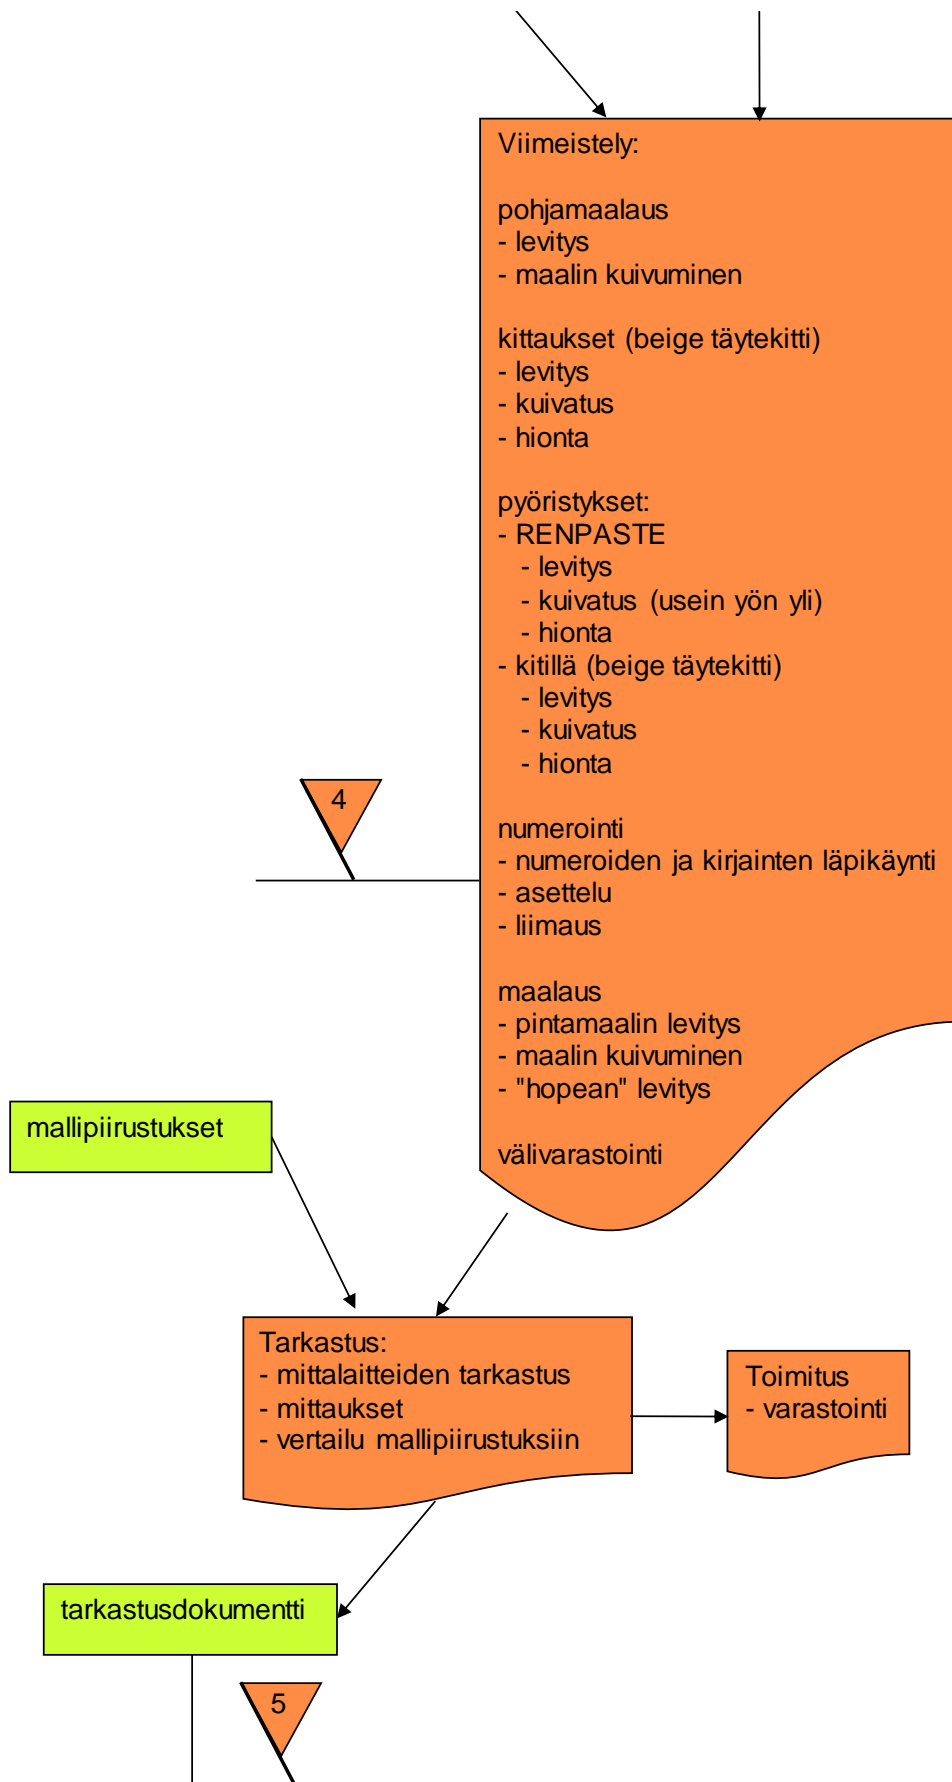 Viimeistely:
pohjamaalaus
- levitys
- maalin kuivuminen
kittaukset (beige täytekitti)
- levitys
- kuivatus
- hionta
pyöristykset:
- RENPASTE
- levitys
- kuivatus (usein yön yli)
- hionta
- kitillä (beige täytekitti)
- levitys
- kuivatus
- hionta
4
numerointi
- numeroiden ja kirjainten läpikäynti
- asettelu
- liimaus
maalaus
- pintamaalin levitys
- maalin kuivuminen
- "hopean" levitys
välivarastointi
mallipiirustukset
Tarkastus:
- mittalaitteiden tarkastus
- mittaukset
- vertailu mallipiirustuksiin
Toimitus
- varastointi
tarkastusdokumentti
5